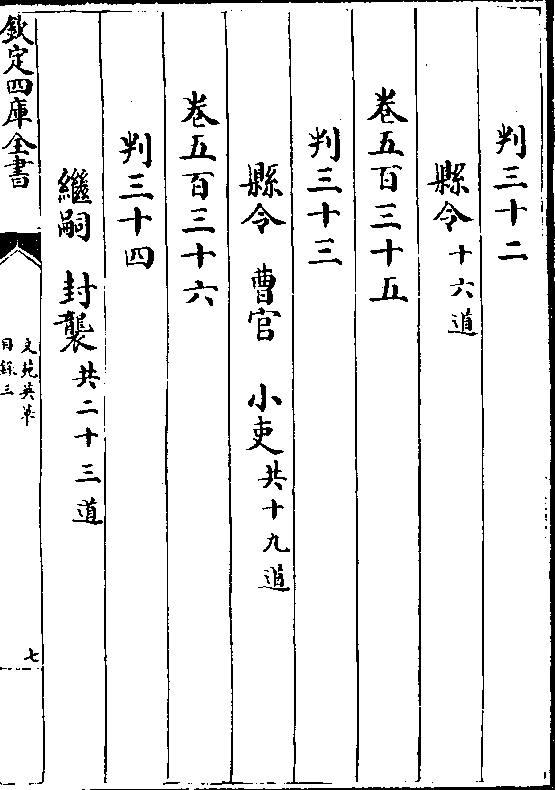 判三十二
縣令十六道
卷五百三十五
判三十三
縣令 曹官 小吏共十九道
卷五百三十六
判三十四
繼嗣 封襲共二十三道
欽定四庫全書
文苑英華
目錄三
七